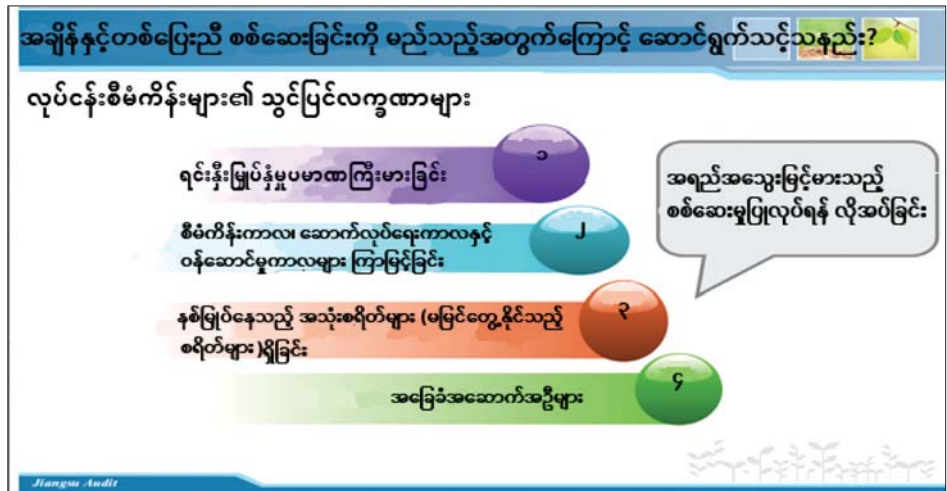 အချိန်နှင့်တစ်ပြေးညီ စစ်ဆေးခြင်းကို မည်သည့်အတွက်ကြောင့် ဆောင်ရွက်သင့်သနည်း?
လုပ်ငန်းစီမံကိန်းများ၏ သွင်ပြင်လက္ခဏာများ
၁
ရင်းနှီးမြှုပ်နှံမှုပမာဏကြီးမားခြင်း
၂
စီမံကိန်းကာလ၊ ဆောက်လုပ်ရေးကာလနှင့်
ဝန်ဆောင်မှုကာလများ ကြာမြင့်ခြင်း
၃
နစ်မြှုပ်နေသည့် အသုံးစရိတ်များ (မမြင်တွေ့နိုင်သည့်
စရိတ်များ)ရှိခြင်း
၄
အခြေခံအဆောက်အဦများ
အရည်အသွေးမြင့်မားသည့်
စစ်ဆေးမှုပြုလုပ်ရန် လိုအပ်ခြင်း
Jiangsu Audit